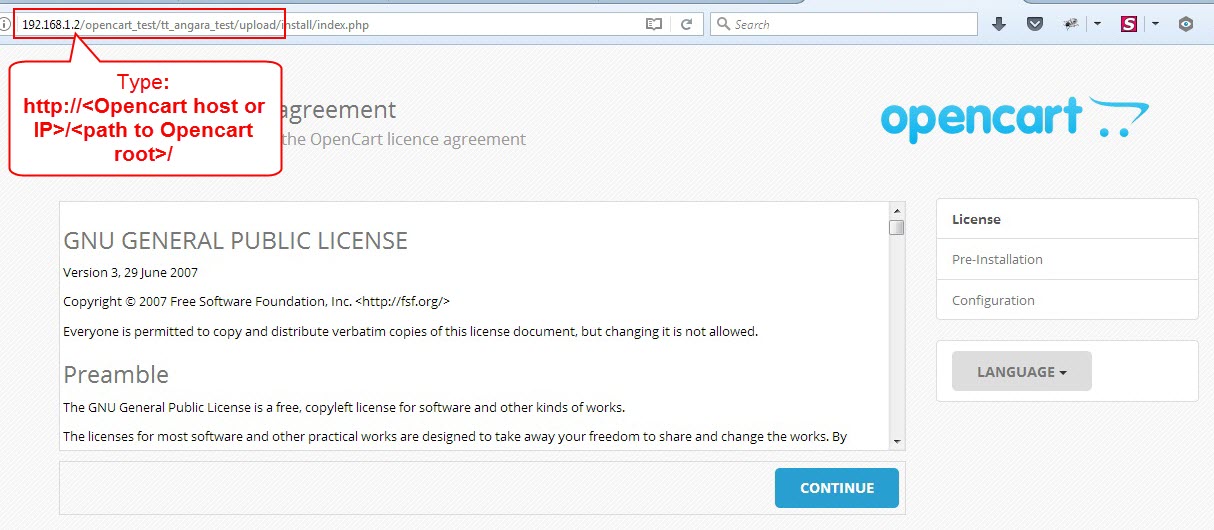 192.168.1.2/opencart_test/tt_angara_test/upload/install/index.php
Search
S
Type:
http://<Opencart host or
IP>/<path to Opencart
root>/
agreement
the OpenCart licence agreement
opencart
GNU GENERAL PUBLIC LICENSE
Version 3, 29 June 2007
Copyright © 2007 Free Software Foundation, Inc. <http://fsf.org/>
Everyone is permitted to copy and distribute verbatim copies of this license document, but changing it is not allowed.
Preamble
The GNU General Public License is a free, copyleft license for software and other kinds of works.
The licenses for most software and other practical works are designed to take away your freedom to share and change the works. By
CONTINUE
License
Pre-Installation
Configuration
LANGUAGE